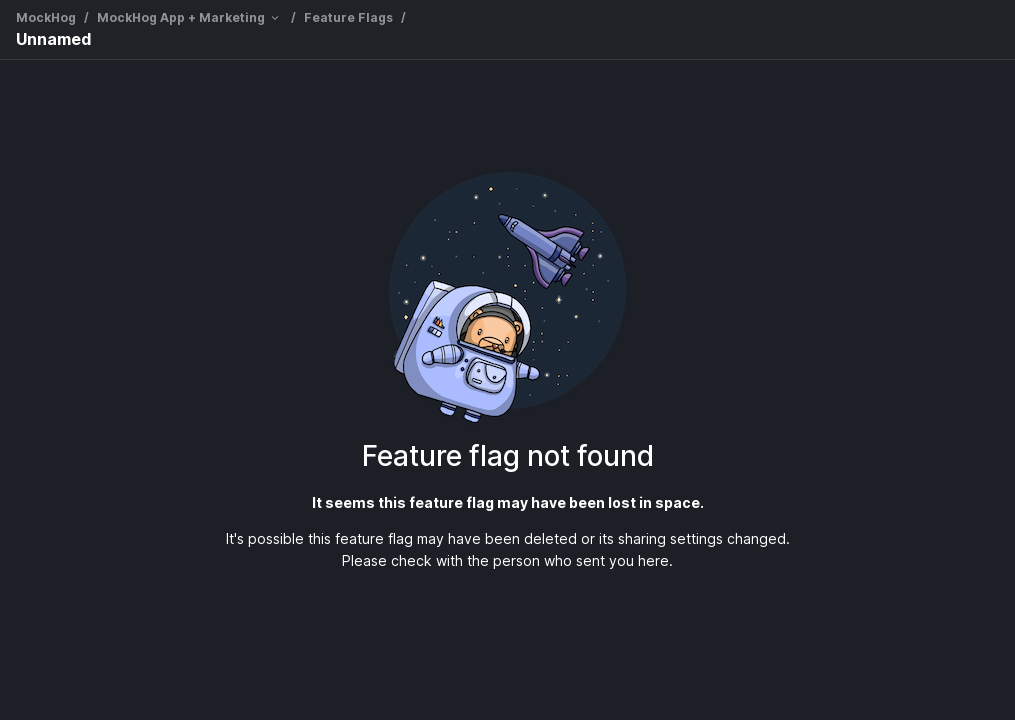 MockHog / MockHog App + Marketing / Feature Flags /
Unnamed
Feature flag not found
It seems this feature flag may have been lost in space.
It's possible this feature flag may have been deleted or its sharing settings changed.
Please check with the person who sent you here.